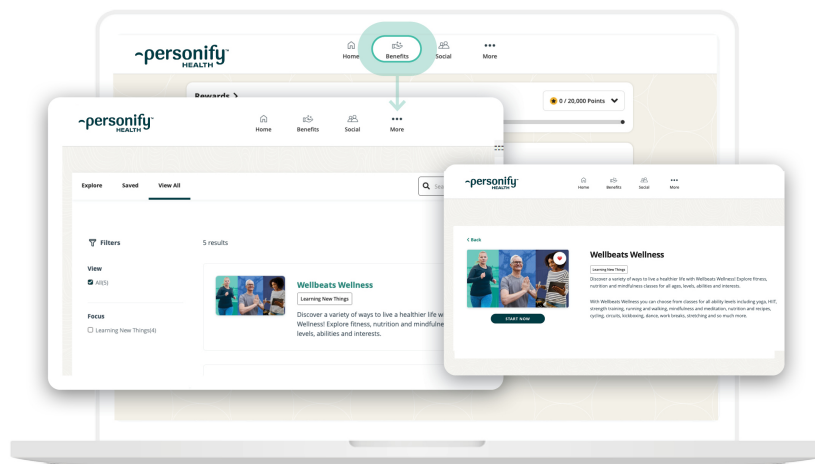 personify
HEALTH
Home
Benefits
Social
More
Rewards >
0 / 20,000 Points
personify
HEALTH
Home
Benefits
Social
More
Explore
Saved
View All
Filters
5 results
View
All(5)
Focus
Learning New Things(4)
Wellbeats Wellness
Learning New Things
Discover a variety of ways to live a healthier life
Wellness! Explore fitness, nutrition and
levels, abilities and interests.
personify
HEALTH
Home
Benefits
Social
More
< Back
START NOW
Wellbeats Wellness
Learning New Things
Discover a variety of ways to live a healthier life with Wellbeats Wellness! Explore fitness,
nutrition and mindfulness classes for all ages, levels, abilities and interests.
With Wellbeats Wellness you can choose from classes for all ability levels including yoga, HIIT,
strength training, running and walking, mindfulness and meditation, nutrition and recipes,
cycling, circuits, kickboxing, dance, work breaks, stretching and so much more.